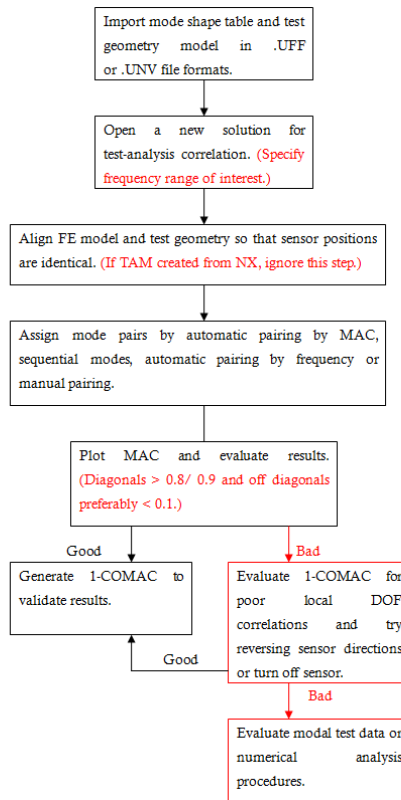 Import mode shape table and test
geometry model in .UFF
or .UNV file formats.
Open a new solution for
test-analysis correlation. (Specify
frequency range of interest.)
Align FE model and test geometry so that sensor positions
are identical. (If TAM created from NX, ignore this step.)
Assign mode pairs by automatic pairing by MAC,
sequential modes, automatic pairing by frequency or
manual pairing.
Plot MAC and evaluate results.
(Diagonals > 0.8/ 0.9 and off diagonals
preferably < 0.1.)
Good
Bad
Generate 1-COMAC to
validate results.
Evaluate 1-COMAC for
poor local DOF
correlations and try
reversing sensor directions
or turn off sensor.
Good
Bad
Evaluate modal test data or
numerical analysis
procedures.